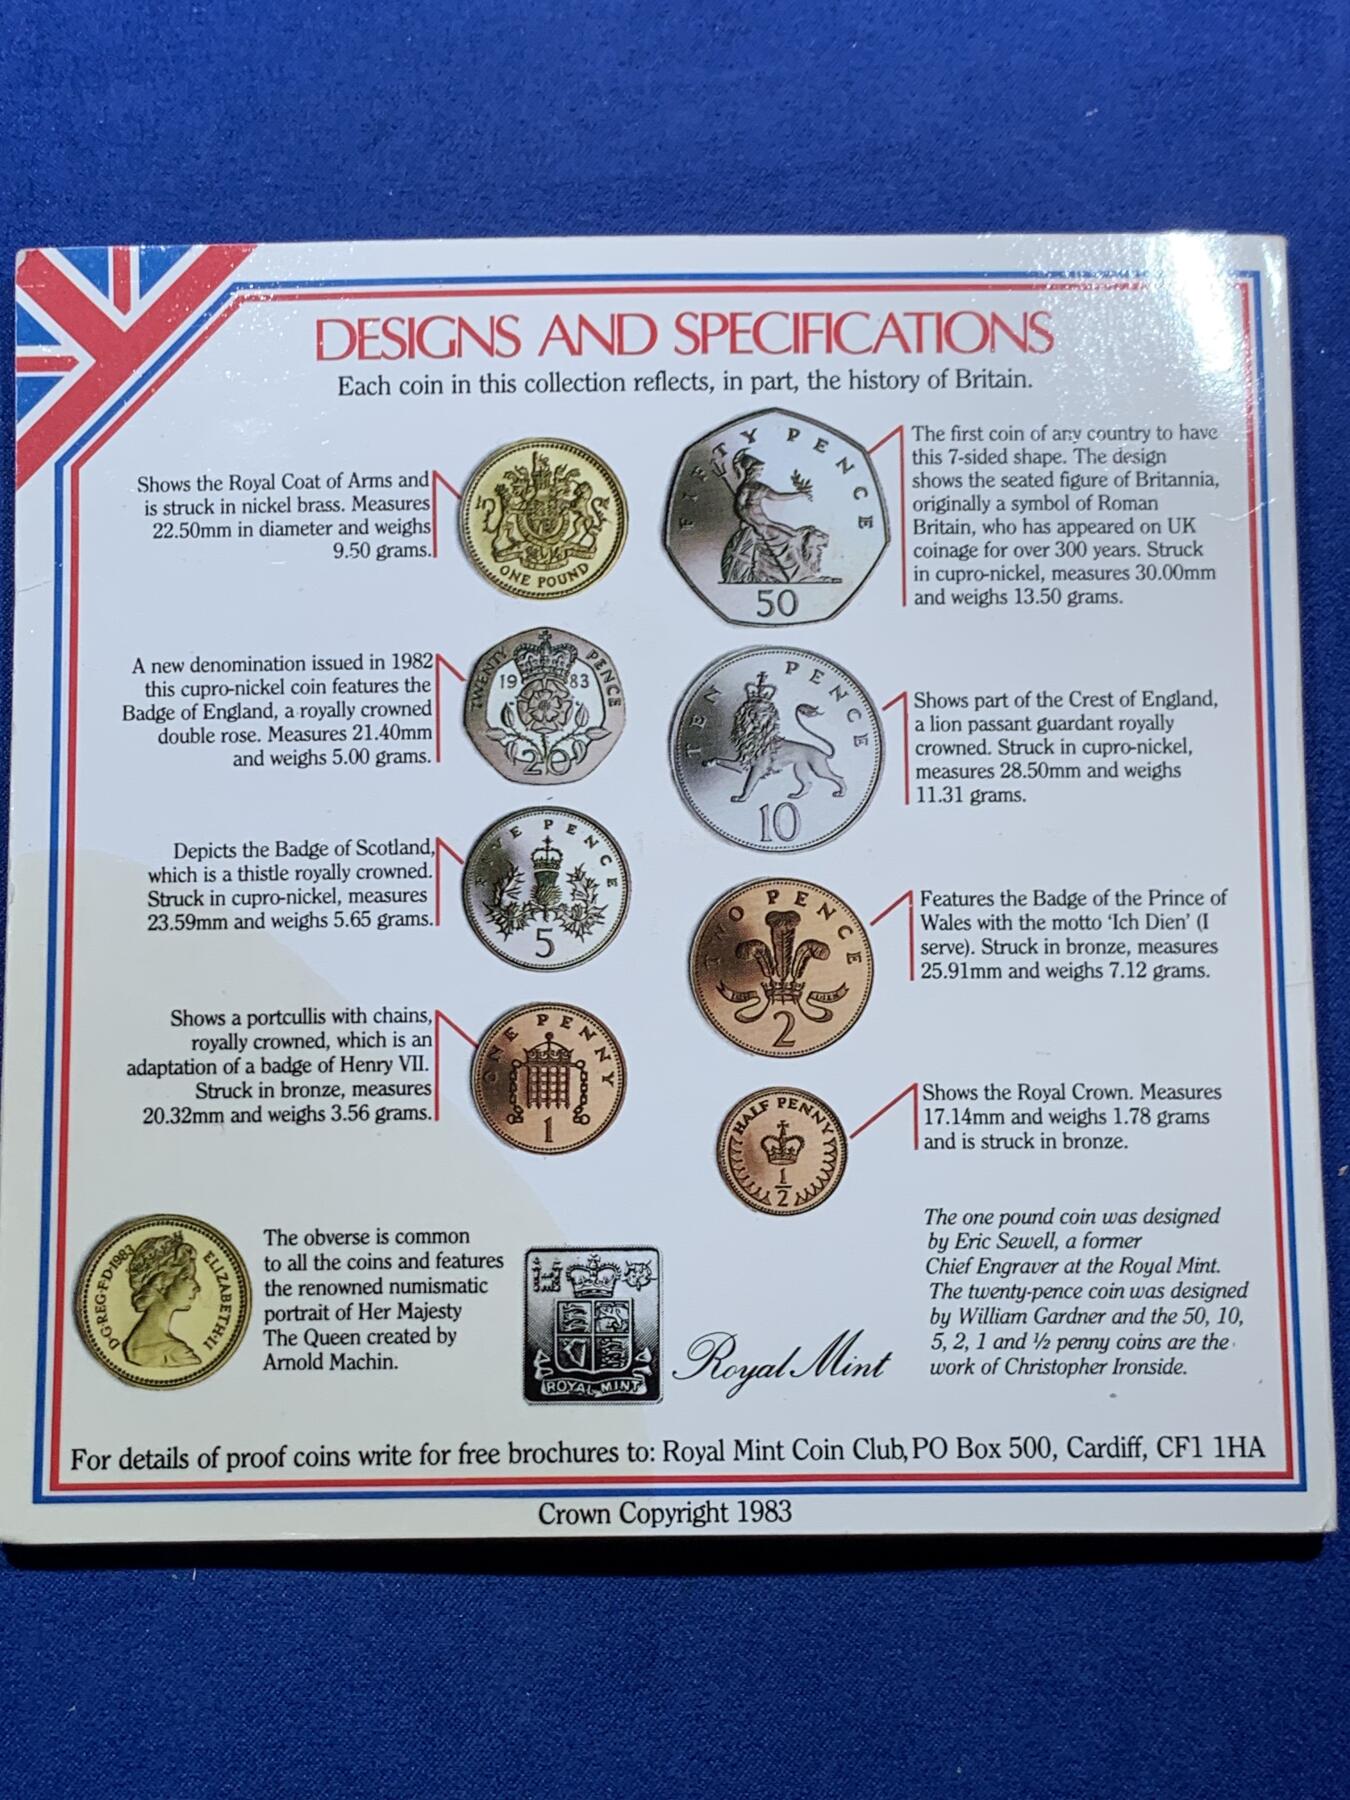 DESIGNS AND SPECIFICATIONS
Each coin in this collection reflects, in part, the history of Britain.
Shows the Royal Coat of Arms and
is struck in nickel brass. Measures
22.50mm in diameter and weighs
9.50 grams.
ONE POUND
FIFTY PENCE
50
The first coin of any country to have
this 7-sided shape. The design
shows the seated figure of Britannia,
originally a symbol of Roman
Britain, who has appeared on UK
coinage for over 300 years. Struck
in cupro-nickel, measures 30.00mm
and weighs 13.50 grams.
A new denomination issued in 1982
this cupro-nickel coin features the
Badge of England, a royally crowned
double rose. Measures 21.40mm
and weighs 5.00 grams.
TWENTY PENCE
19 83
20
TEN PENCE
10
Shows part of the Crest of England,
a lion passant guardant royally
crowned. Struck in cupro-nickel,
measures 28.50mm and weighs
11.31 grams.
Depicts the Badge of Scotland,
which is a thistle royally crowned.
Struck in cupro-nickel, measures
23.59mm and weighs 5.65 grams.
FIVE PENCE
5
TWO PENCE
ICH DIEN
2
Features the Badge of the Prince of
Wales with the motto ‘Ich Dien’ (I
serve). Struck in bronze, measures
25.91mm and weighs 7.12 grams.
Shows a portcullis with chains,
royally crowned, which is an
adaptation of a badge of Henry VII.
Struck in bronze, measures
20.32mm and weighs 3.56 grams.
ONE PENNY
1
HALF PENNY
1/2
Shows the Royal Crown. Measures
17.14mm and weighs 1.78 grams
and is struck in bronze.
D·G·REG·F·D·1983 ELIZABETH·II
The obverse is common
to all the coins and features
the renowned numismatic
portrait of Her Majesty
The Queen created by
Arnold Machin.
ROYAL MINT
Royal Mint
The one pound coin was designed
by Eric Sewell, a former
Chief Engraver at the Royal Mint.
The twenty-pence coin was designed
by William Gardner and the 50, 10,
5, 2, 1 and ½ penny coins are the
work of Christopher Ironside.
For details of proof coins write for free brochures to: Royal Mint Coin Club, PO Box 500, Cardiff, CF1 1HA
Crown Copyright 1983